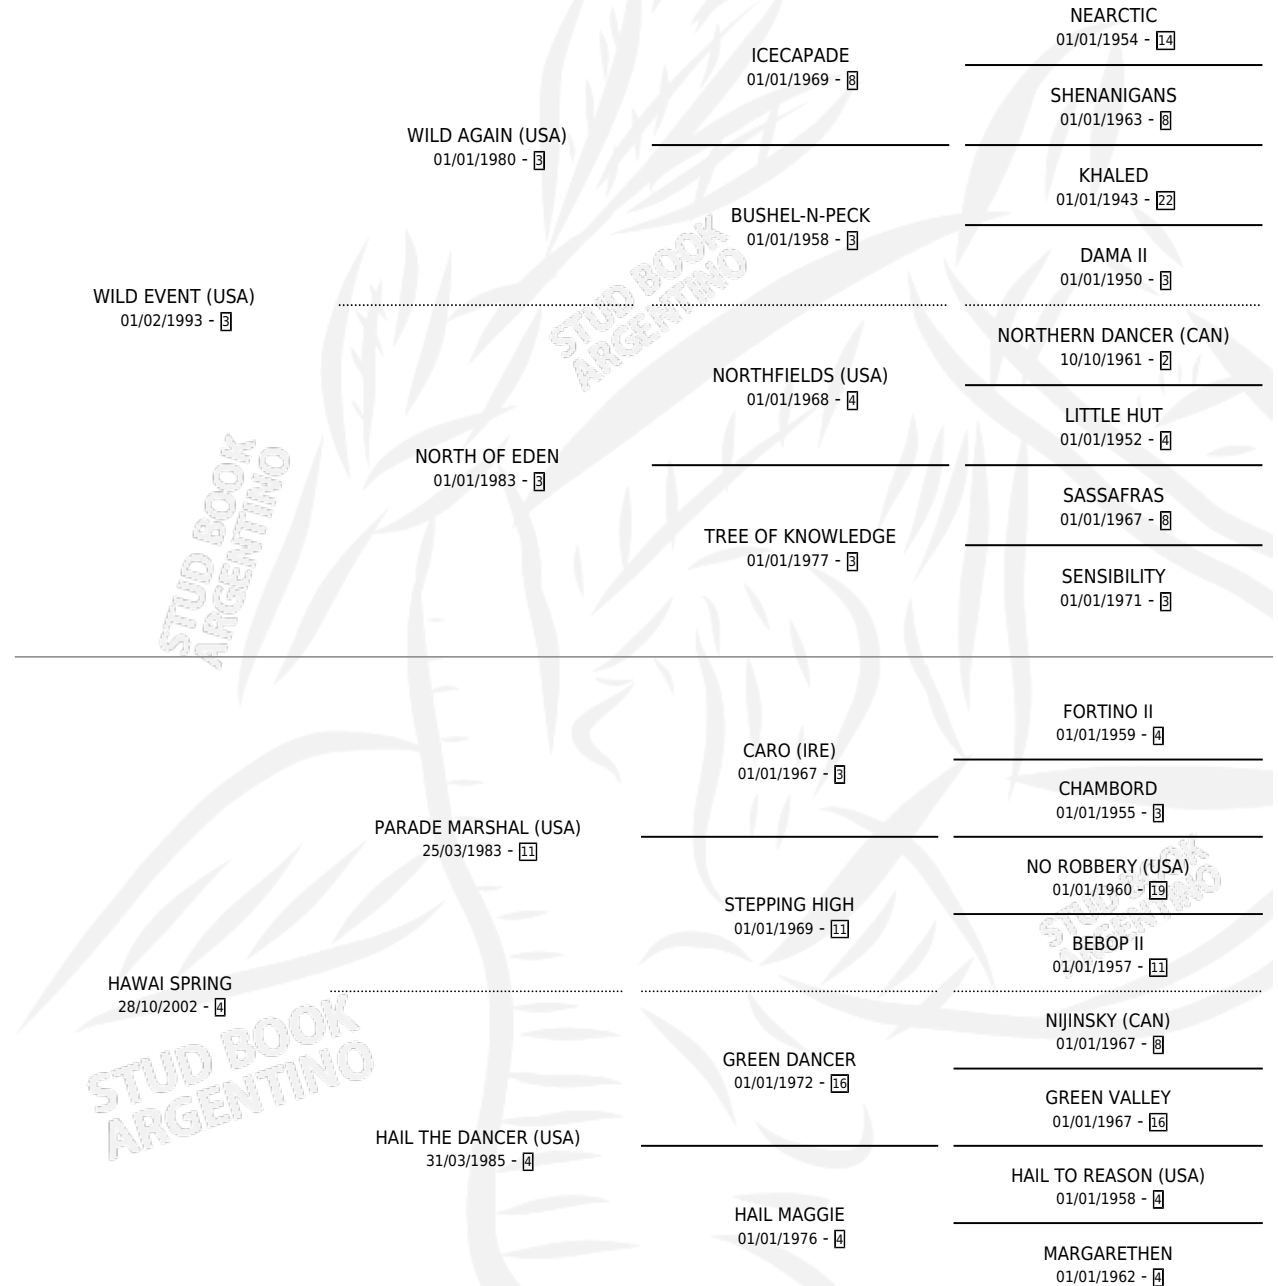 NEARCTIC
01/01/1954 - 14
ICECAPADE
01/01/1969 - 8
SHENANIGANS
01/01/1963 - 8
WILD AGAIN (USA)
01/01/1980 - 3
KHALED
01/01/1943 - 22
BUSHEL-N-PECK
01/01/1958 - 3
DAMA II
01/01/1950 - 3
WILD EVENT (USA)
01/02/1993 - 3
NORTHERN DANCER (CAN)
10/10/1961 - 2
NORTHFIELDS (USA)
01/01/1968 - 4
LITTLE HUT
01/01/1952 - 4
NORTH OF EDEN
01/01/1983 - 3
SASSAFRAS
01/01/1967 - 8
TREE OF KNOWLEDGE
01/01/1977 - 3
SENSIBILITY
01/01/1971 - 3
FORTINO II
01/01/1959 - 4
CARO (IRE)
01/01/1967 - 3
CHAMBORD
01/01/1955 - 3
PARADE MARSHAL (USA)
25/03/1983 - 11
NO ROBBERY (USA)
01/01/1960 - 19
STEPPING HIGH
01/01/1969 - 11
BEBOP II
01/01/1957 - 11
HAWAI SPRING
28/10/2002 - 4
NIJINSKY (CAN)
01/01/1967 - 8
GREEN DANCER
01/01/1972 - 16
GREEN VALLEY
01/01/1967 - 16
HAIL THE DANCER (USA)
31/03/1985 - 4
HAIL TO REASON (USA)
01/01/1958 - 4
HAIL MAGGIE
01/01/1976 - 4
MARGARETHEN
01/01/1962 - 4
STUD BOOK
ARGENTINO
STUD BOOK
ARGENTINO
STUD BOOK
ARGENTINO
STUD BOOK
ARGENTINO